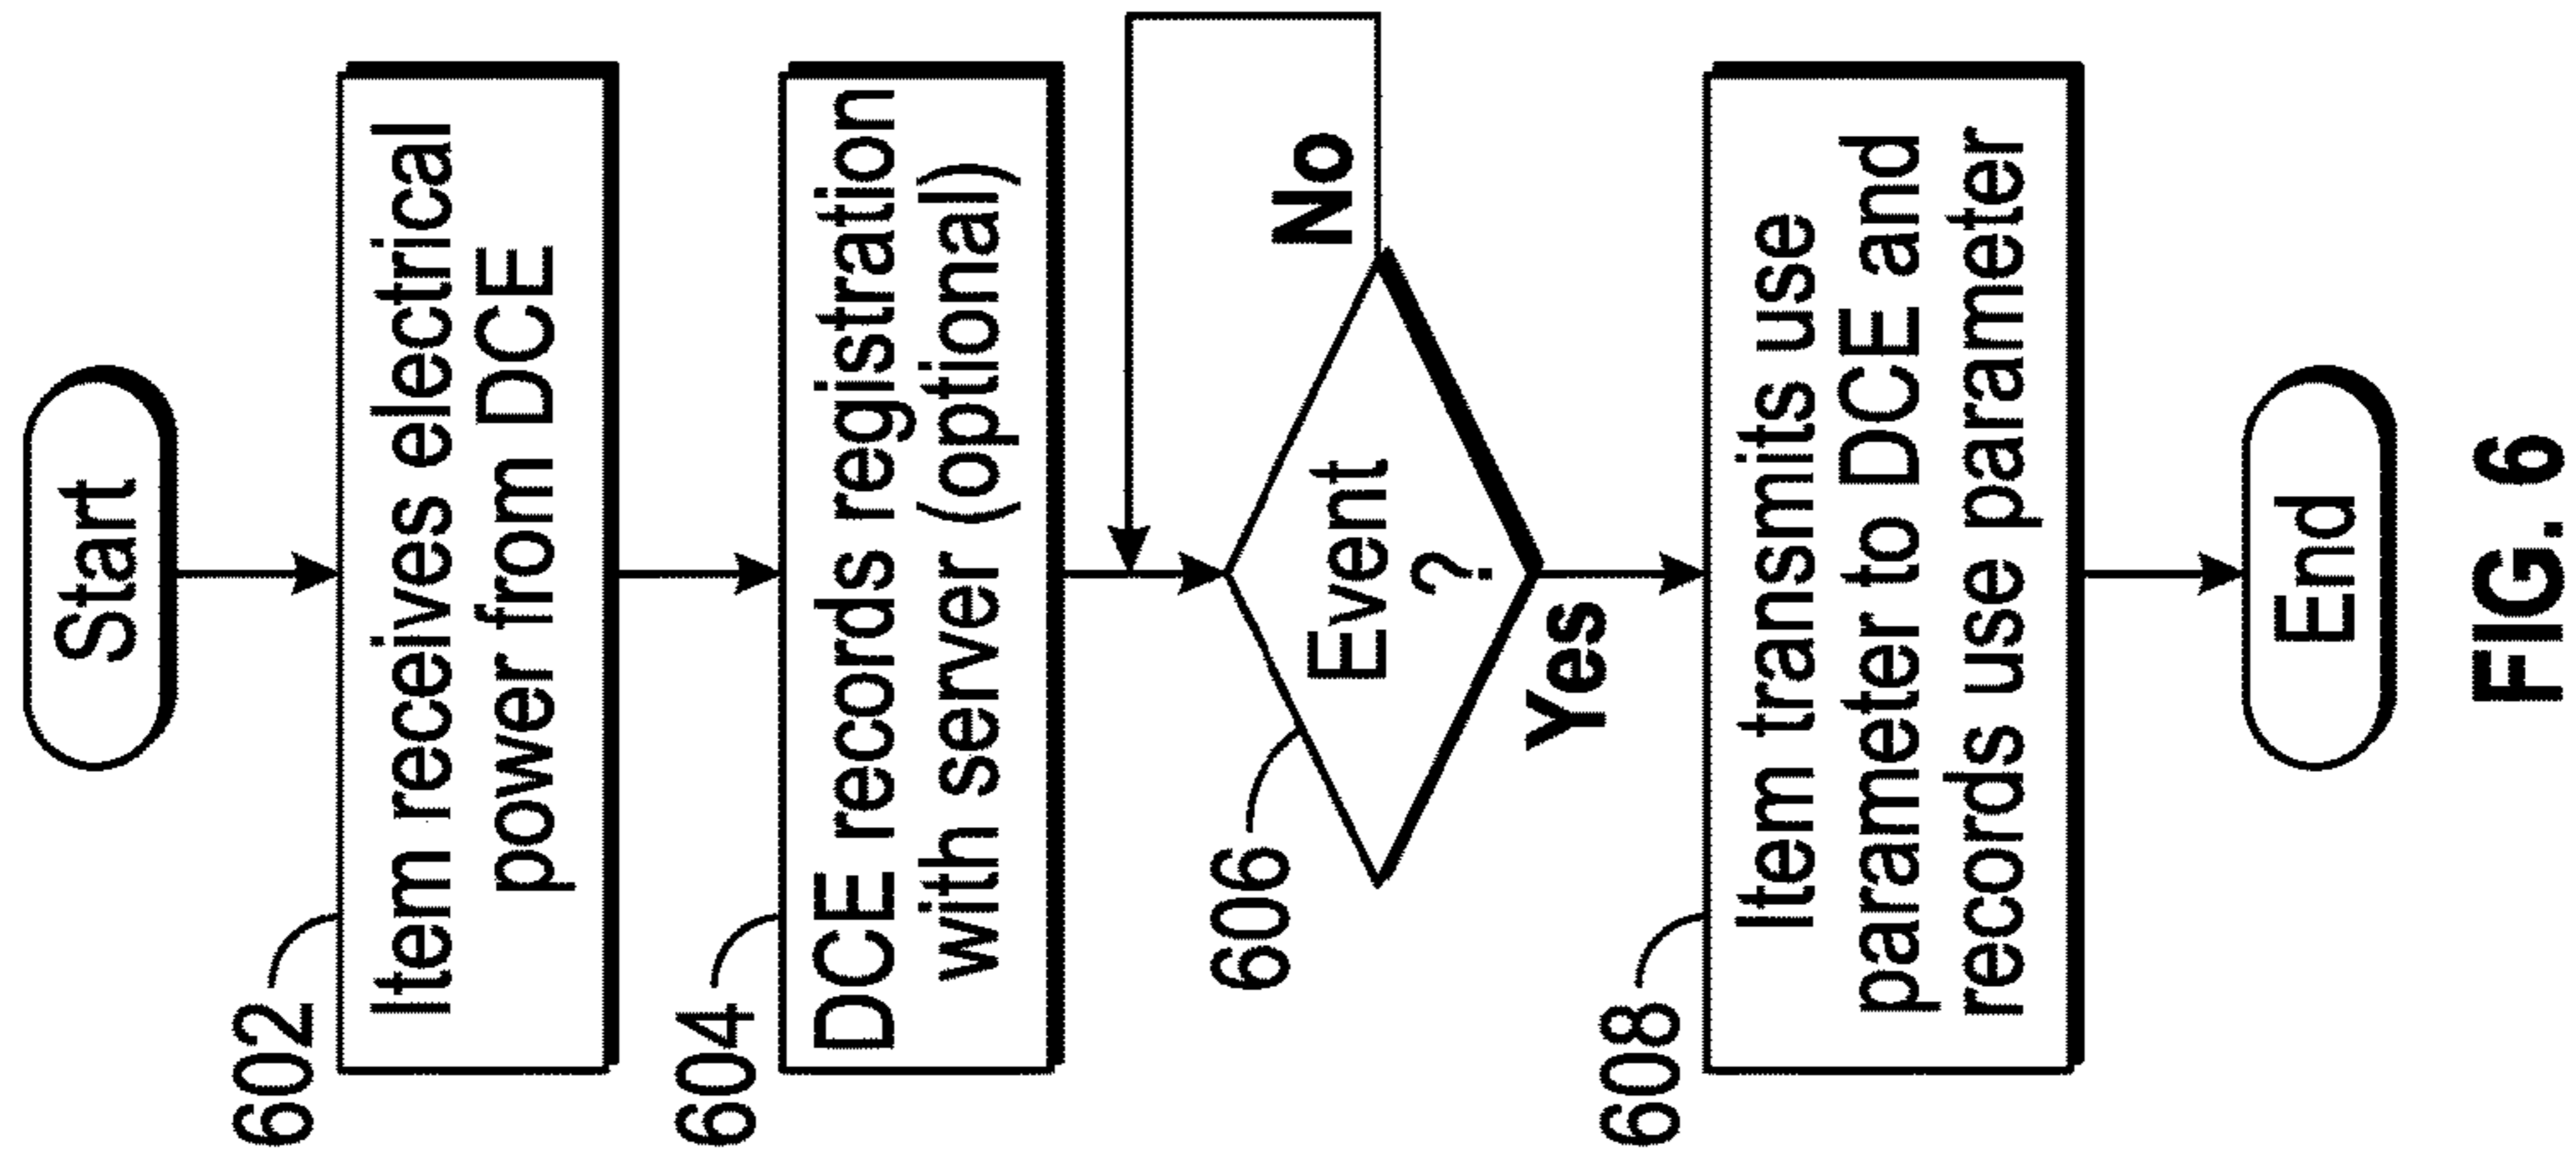 Start
602
Item receives electrical
power from DCE
604
DCE records registration
with server (optional)
606
Event
?
No
Yes
608
Item transmits use
parameter to DCE and
records use parameter
End
FIG. 6